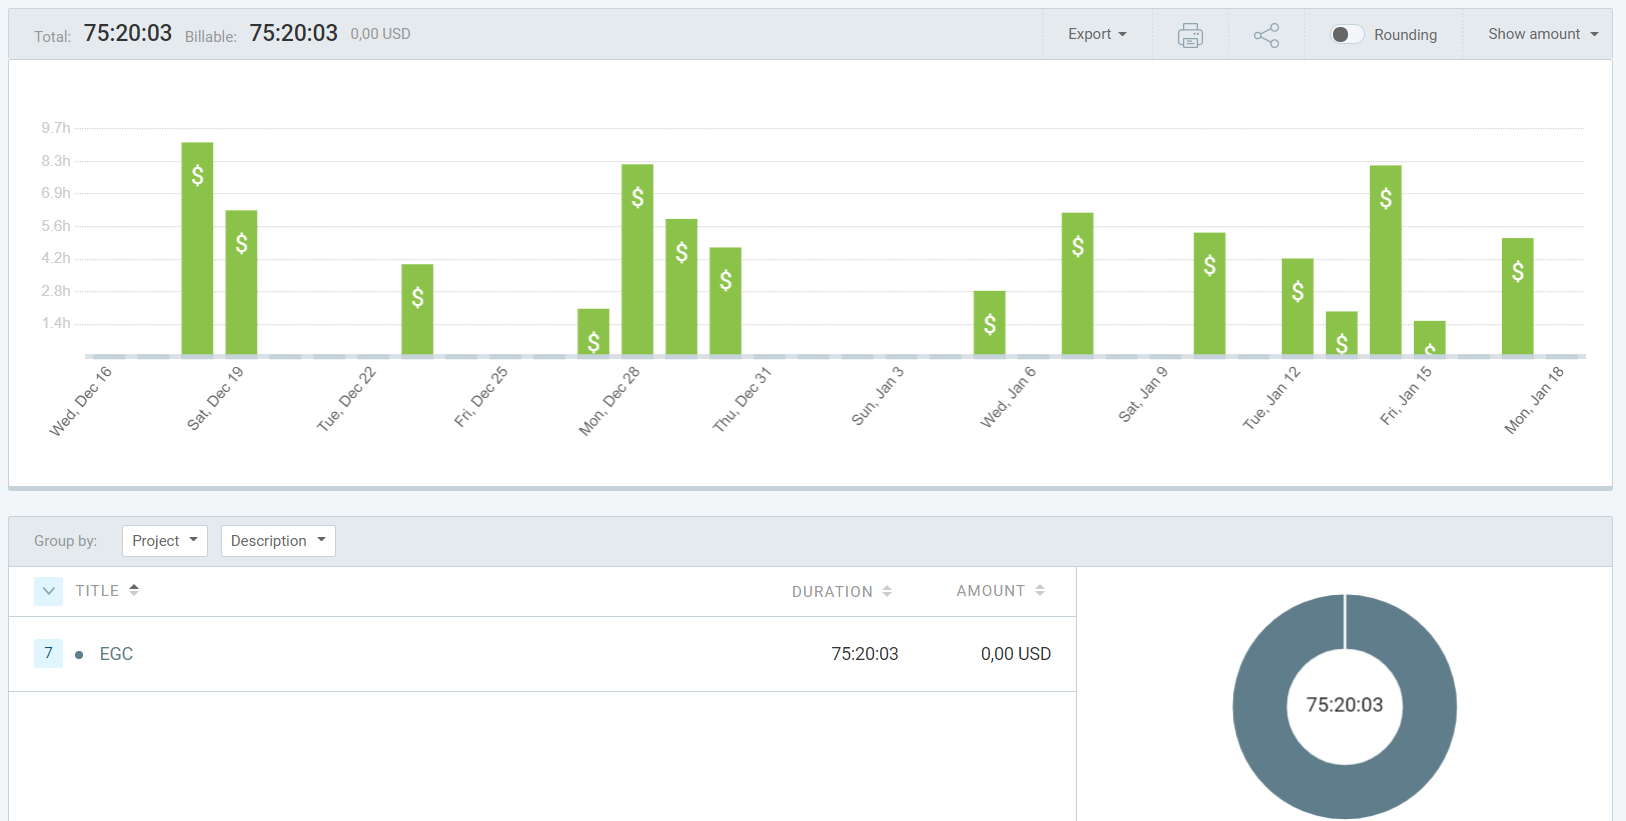 Total: 75:20:03 Billable: 75:20:03 0,00 USD Export Rounding Show amount
9.7h
8.3h
6.9h
5.6h
4.2h
2.8h
1.4h
$ $ $ $ $ $ $ $ $ $ $ $ $ $ $
Wed, Dec 16 Sat, Dec 19 Tue, Dec 22 Fri, Dec 25 Mon, Dec 28 Thu, Dec 31 Sun, Jan 3 Wed, Jan 6 Sat, Jan 9 Tue, Jan 12 Fri, Jan 15 Mon, Jan 18
Group by: Project Description
TITLE DURATION AMOUNT
7 EGC 75:20:03 0,00 USD
75:20:03